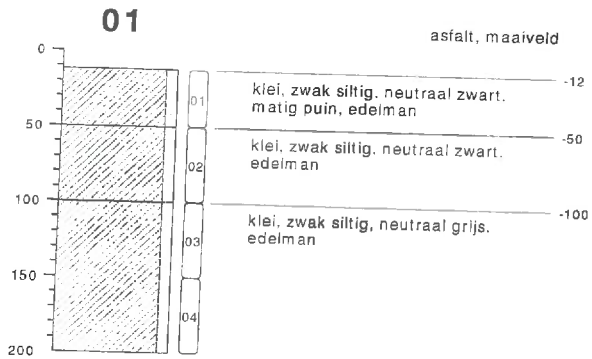 01
asfalt, maaiveld
0
-12
klei, zwak siltig. neutraal zwart.
matig puin, edelman
01
50
-50
klei, zwak siltig. neutraal zwart.
edelman
02
100
-100
klei, zwak siltig, neutraal grijs.
edelman
03
150
04
200